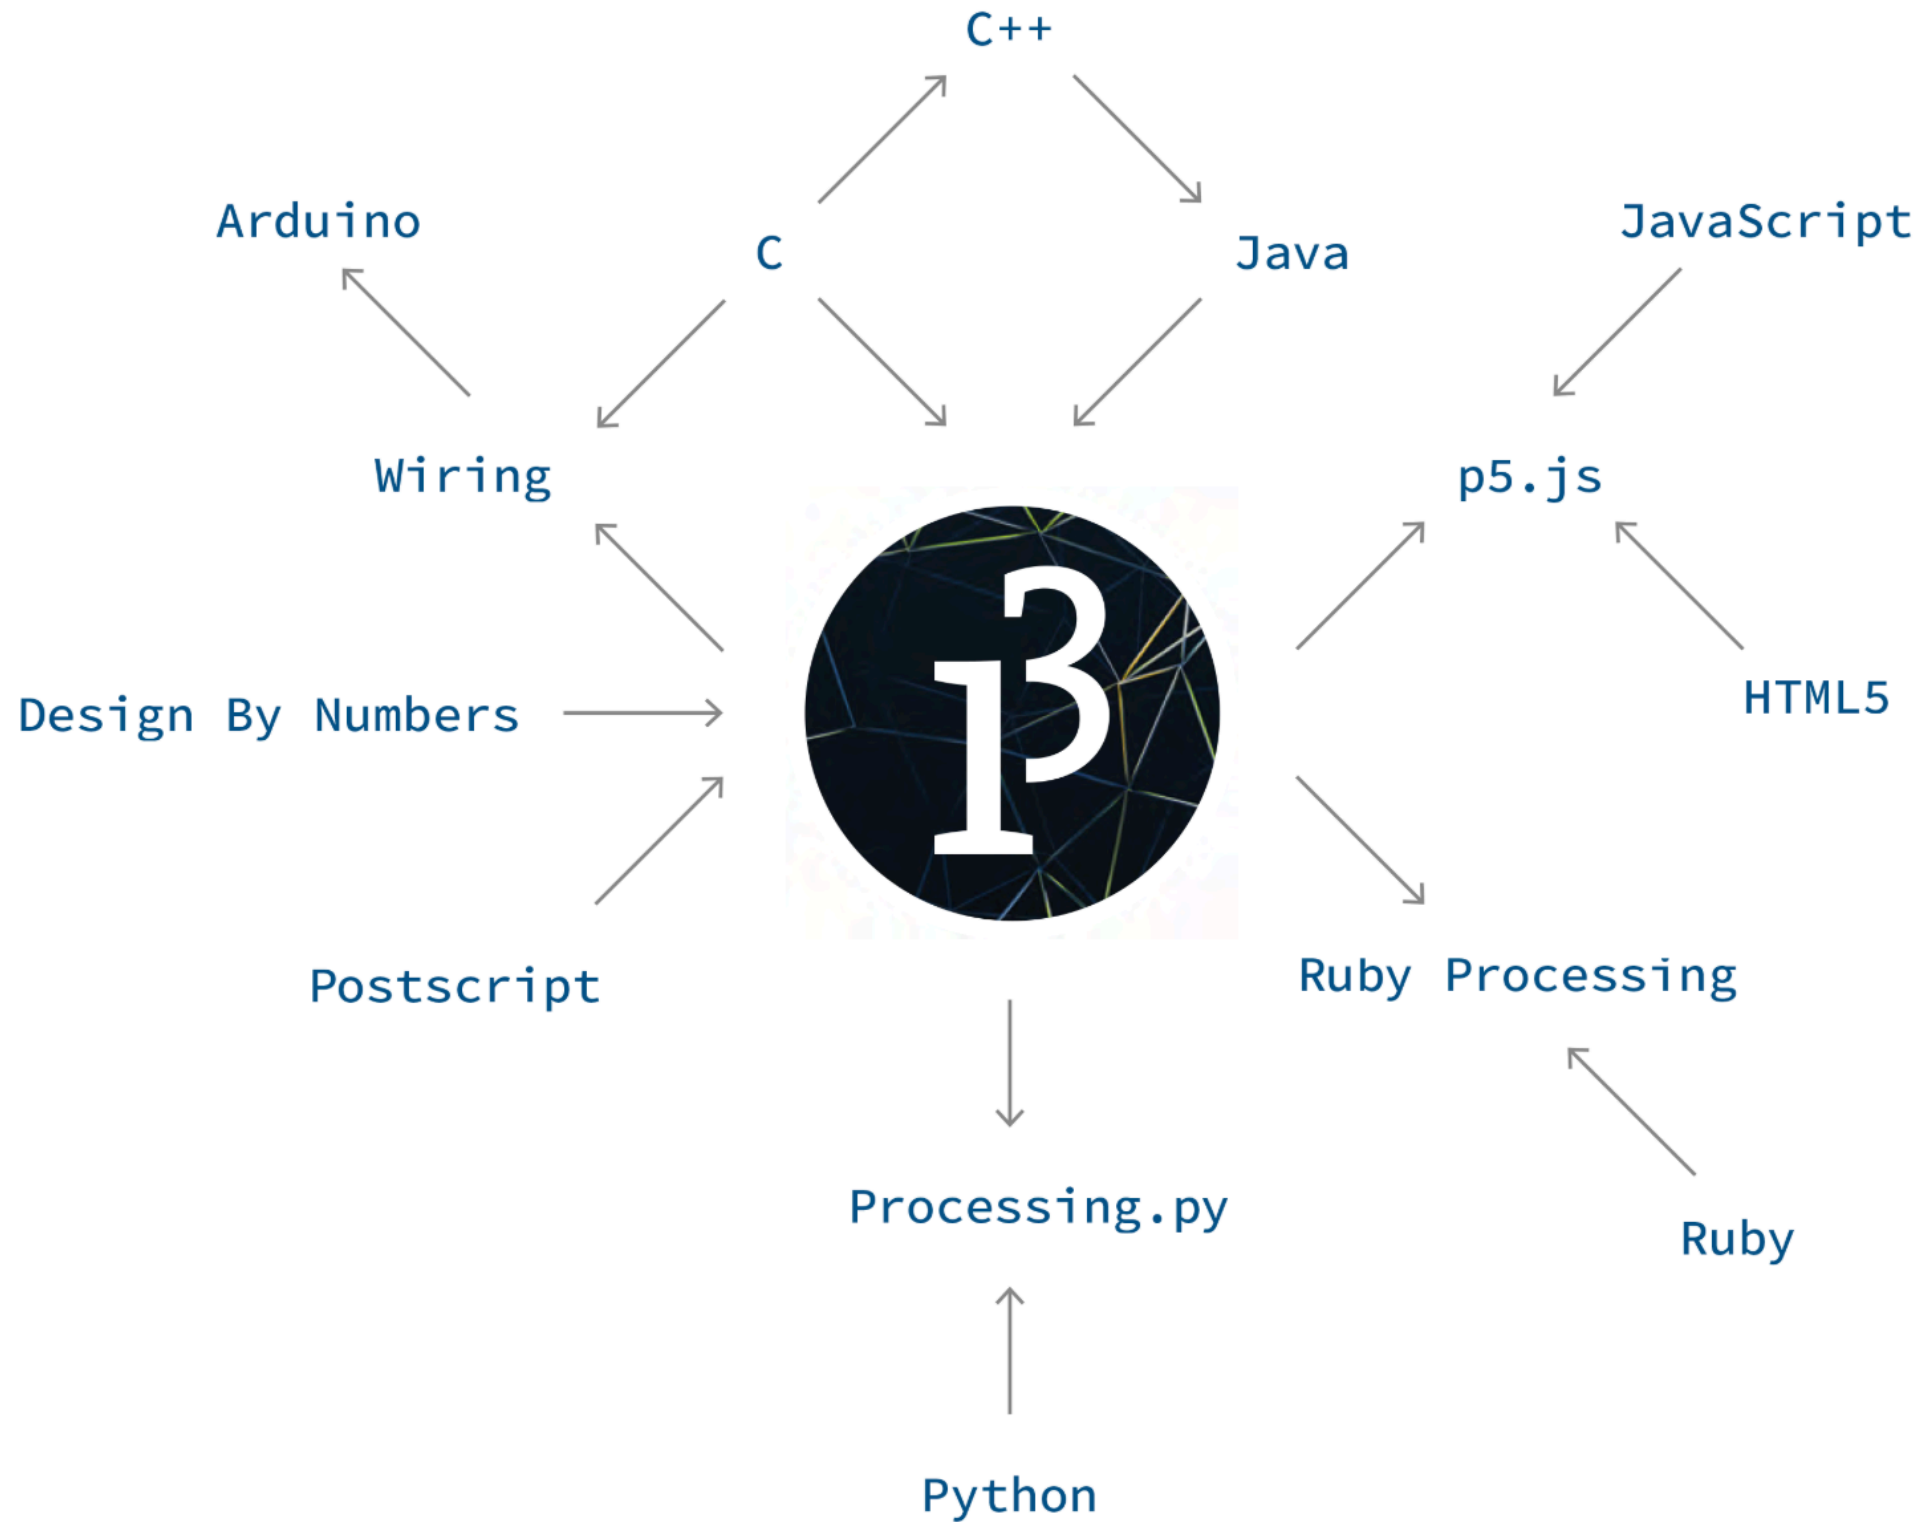 C++
Arduino
C
Java
JavaScript
Wiring
p5.js
Design By Numbers
HTML5
Postscript
Ruby Processing
Processing.py
Ruby
Python